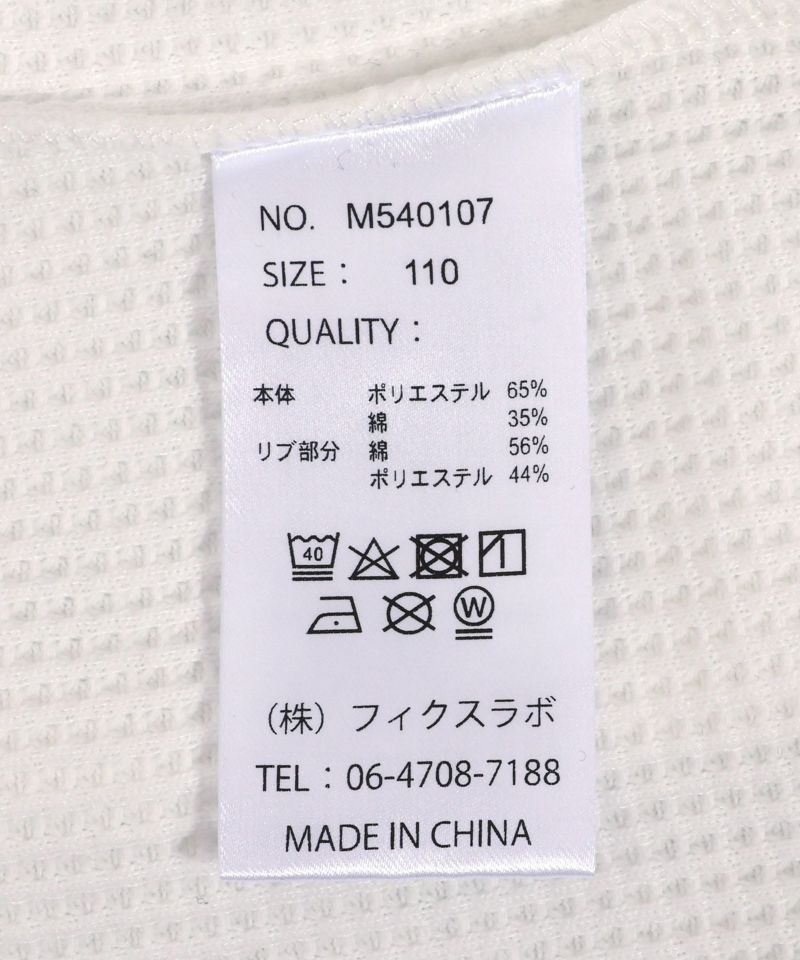 NO. M540107
SIZE： 110
QUALITY：
本体 ポリエステル 65%
綿 35%
リブ部分 綿 56%
ポリエステル 44%
40
W
（株）フィクスラボ
TEL：06-4708-7188
MADE IN CHINA